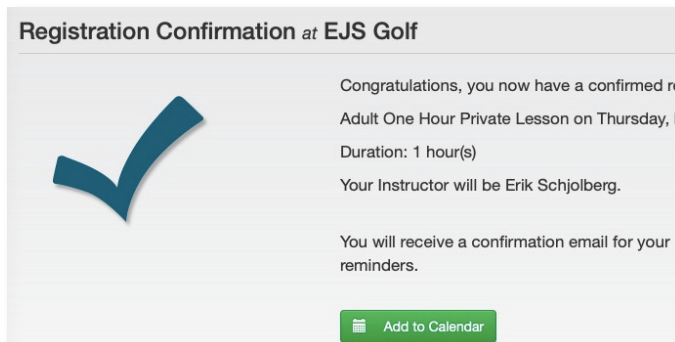 Registration Confirmation at EJS Golf
Congratulations, you now have a confirmed
Adult One Hour Private Lesson on Thursday,
Duration: 1 hour(s)
Your Instructor will be Erik Schjolberg.
You will receive a confirmation email for your
reminders.
Add to Calendar